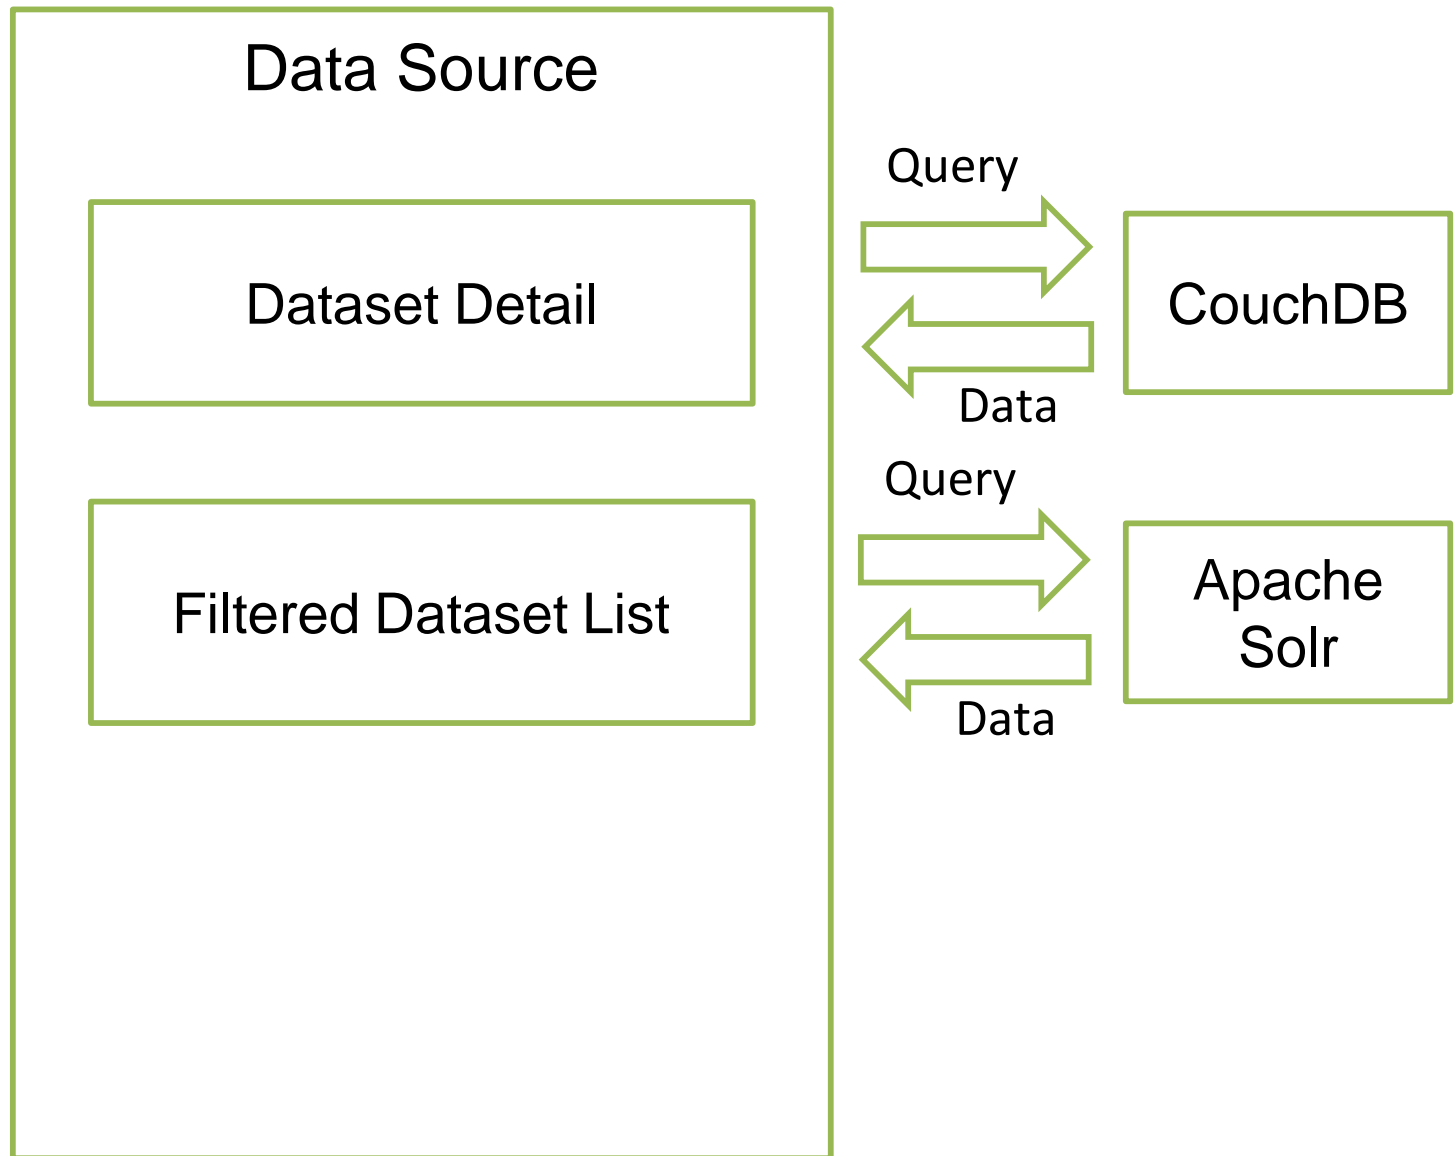 Data Source
Query
Dataset Detail
CouchDB
Data
Query
Filtered Dataset List
Apache
Solr
Data